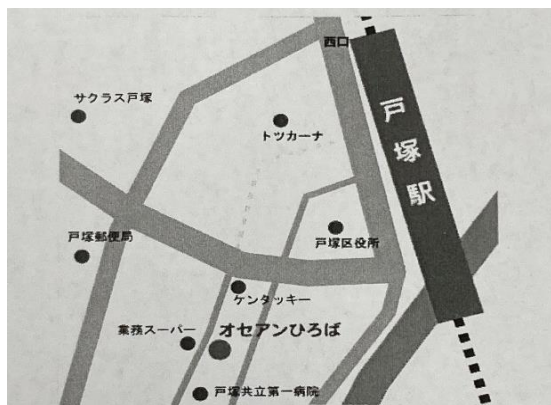 西口
サクラス戸塚
トツカーナ
戸塚駅
戸塚郵便局
戸塚区役所
ケンタッキー
業務スーパー
オセアンひろば
戸塚共立第一病院